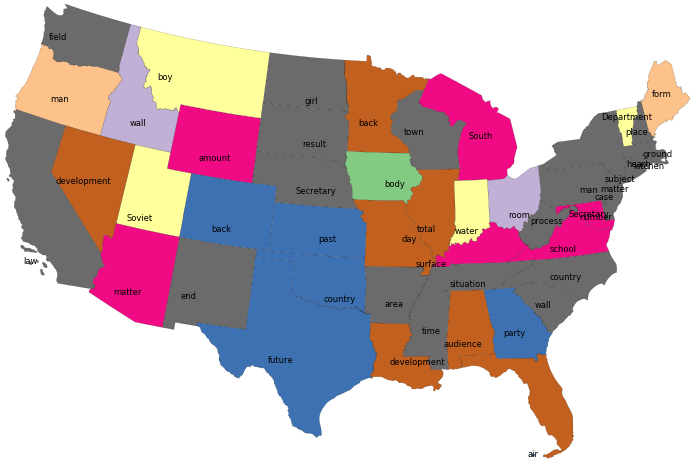 field
boy
man
form
girl
wall
back
Department
town
place
South
result
amount
ground
heart
kitchen
body
subject
Secretary
man
matter
development
case
Soviet
room
Secretary
number
process
back
water
total
past
day
school
law
surface
country
situation
matter
end
country
area
wall
time
party
audience
future
development
air